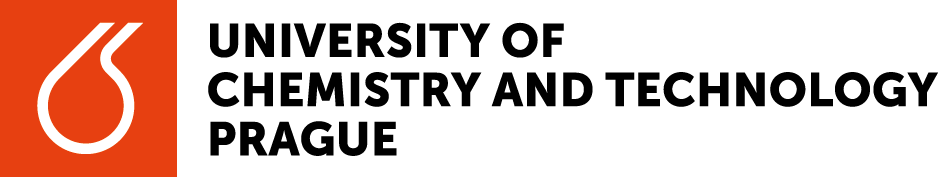 UNIVERSITY OF
CHEMISTRY AND TECHNOLOGY
PRAGUE